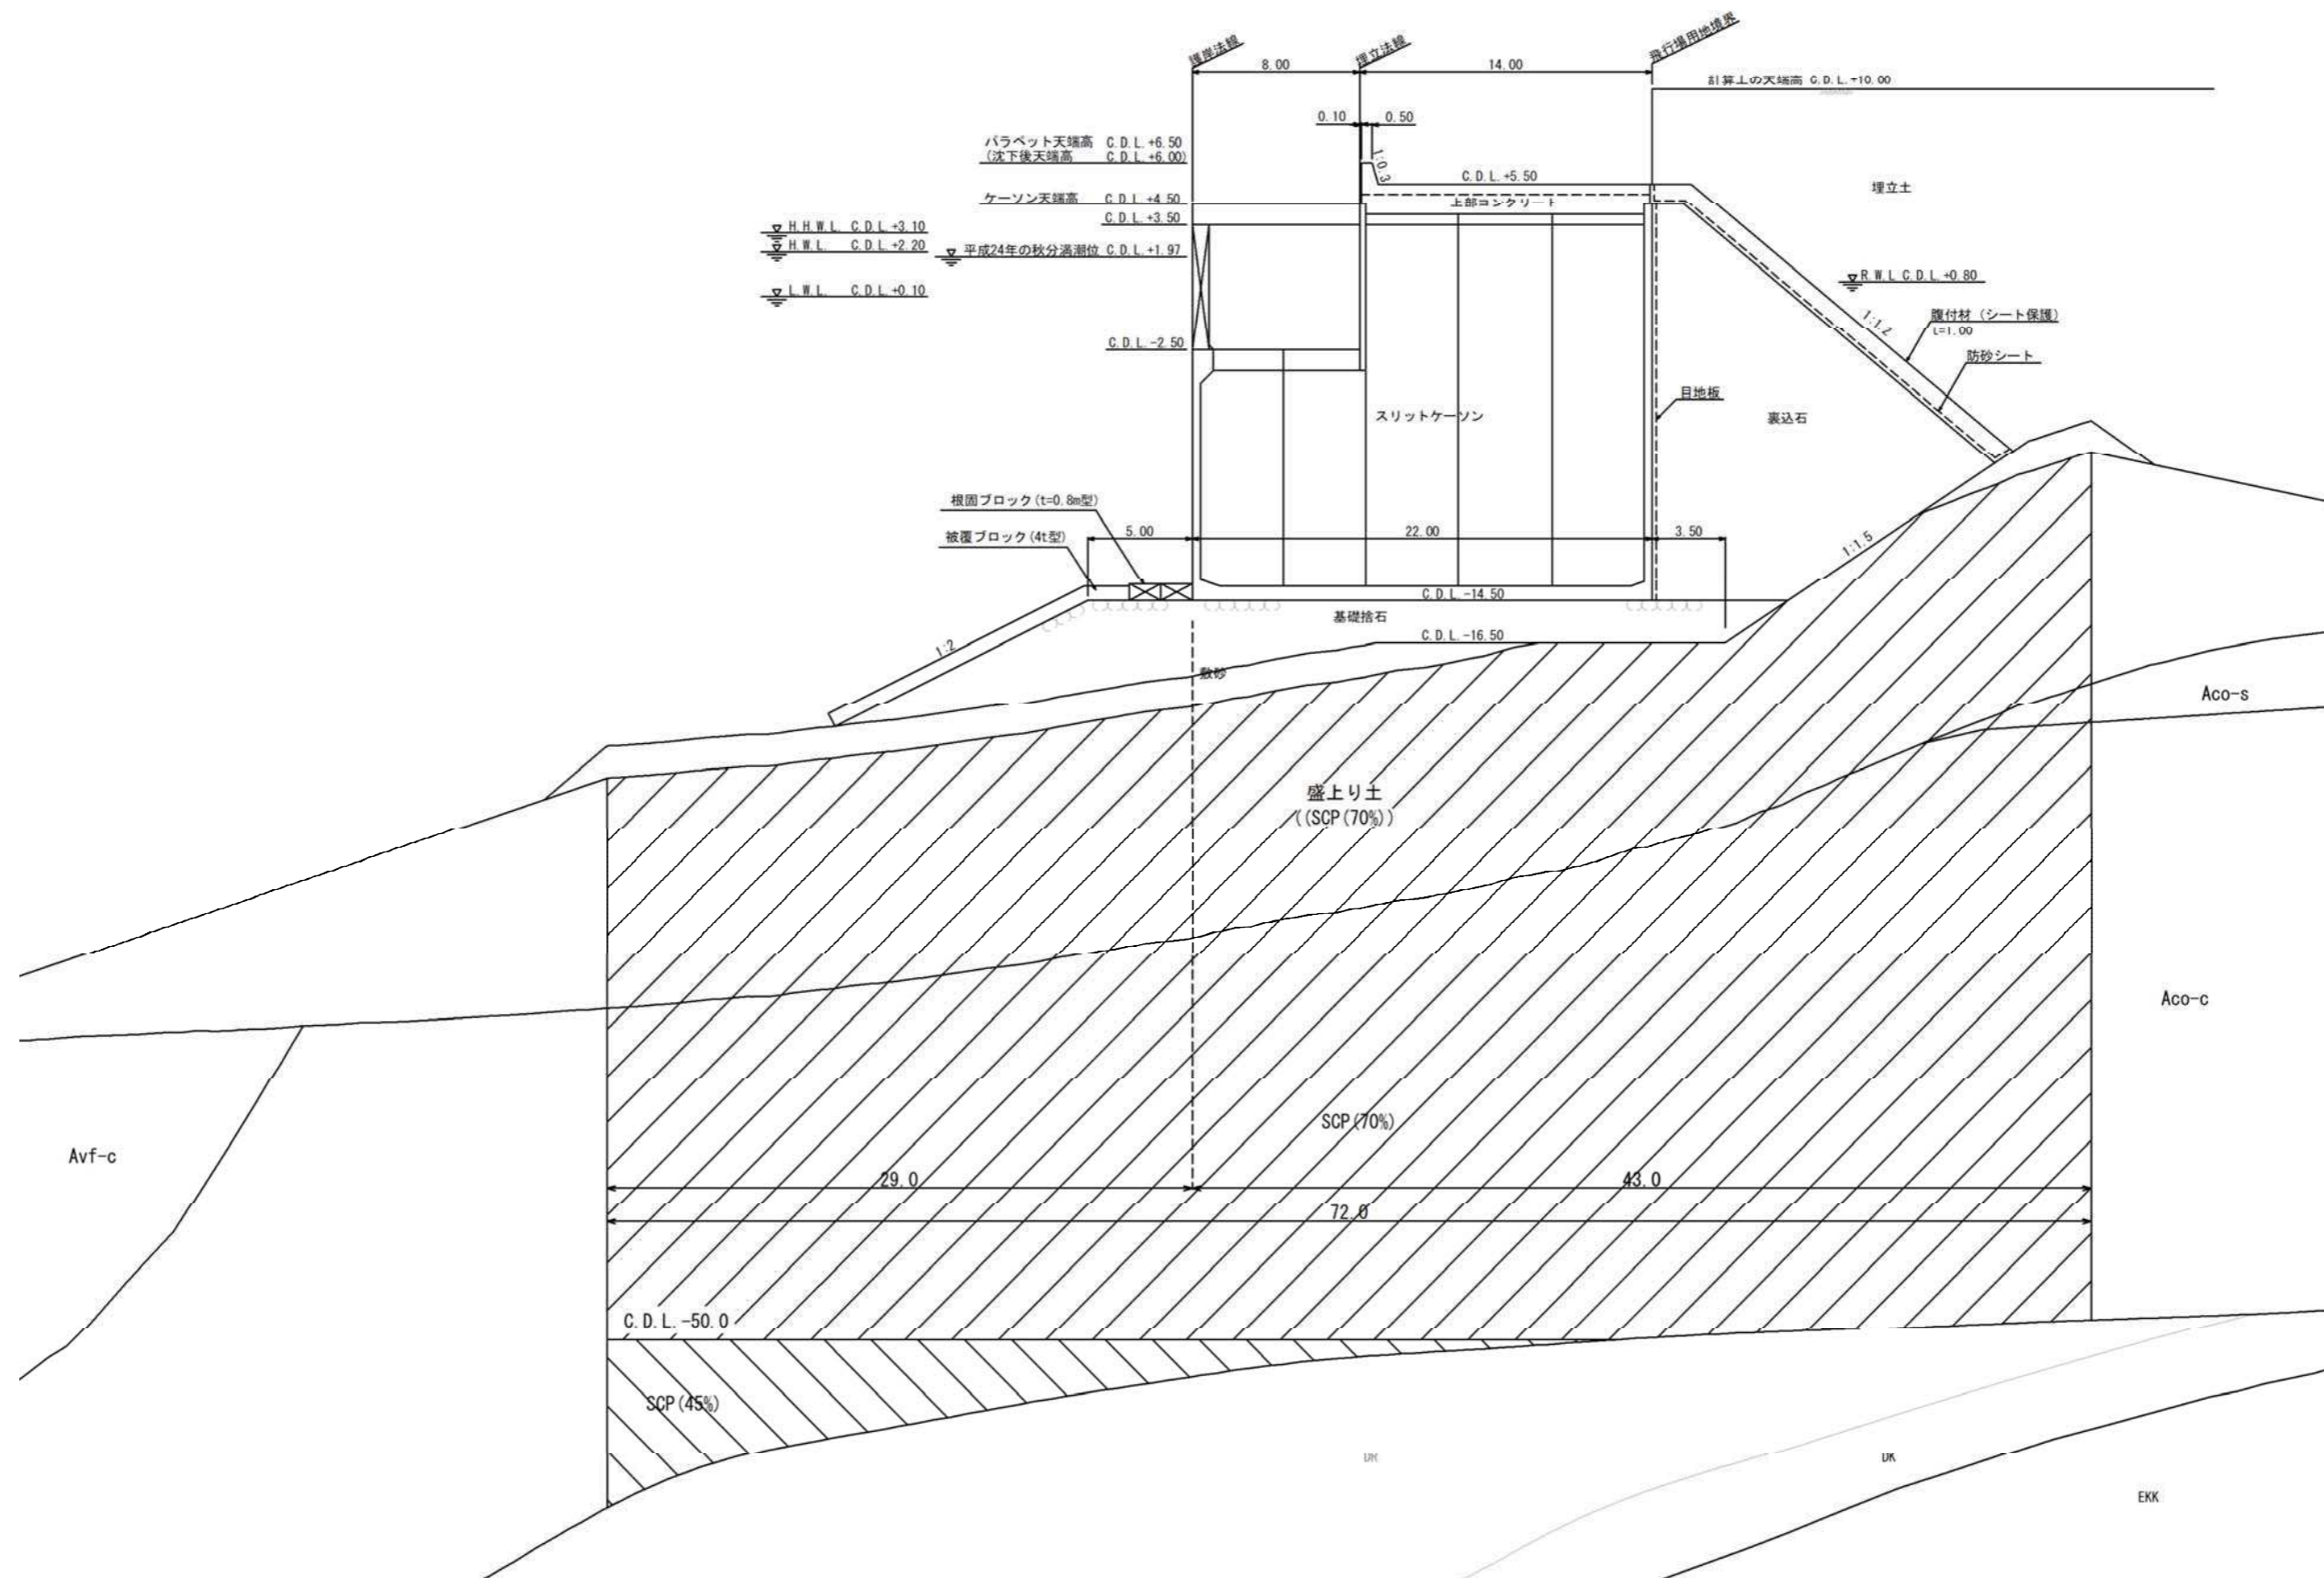 護岸法線
埋立法線
飛行場用地境界
8.00
14.00
計算上の天端高 C.D.L.+10.00
0.10
0.50
パラペット天端高 C.D.L.+6.50
(沈下後天端高 C.D.L.+6.00)
1:0.3
C.D.L.+5.50
埋立土
ケーソン天端高 C.D.L.+4.50
上部コンクリート
C.D.L.+3.50
H.H.W.L. C.D.L.+3.10
H.W.L. C.D.L.+2.20
平成24年の秋分満潮位 C.D.L.+1.97
L.W.L. C.D.L.+0.10
R.W.L C.D.L.+0.80
1:1.2
腹付材(シート保護)
L=1.00
C.D.L.-2.50
防砂シート
目地板
スリットケーソン
裏込石
根固ブロック(t=0.8m型)
被覆ブロック(4t型)
5.00
22.00
3.50
1:1.5
C.D.L.-14.50
基礎捨石
C.D.L.-16.50
1:2
敷砂
Aco-s
盛上り土
((SCP(70%))
Aco-c
SCP(70%)
Avf-c
29.0
43.0
72.0
C.D.L.-50.0
SCP(45%)
DK
EKK